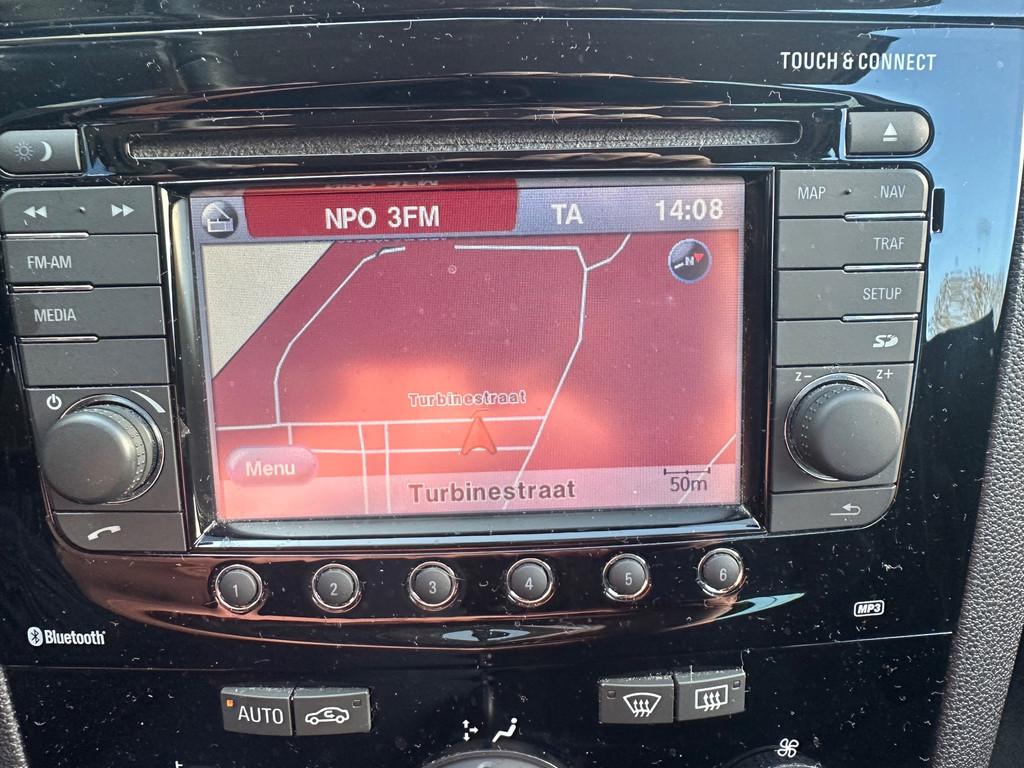 TOUCH & CONNECT
NPO 3FM
TA
14:08
MAP
NAV
FM-AM
TRAF
MEDIA
SETUP
N
Z-
Z+
Turbinestraat
Menu
Turbinestraat
50m
1
2
3
4
5
6
Bluetooth
MP3
AUTO